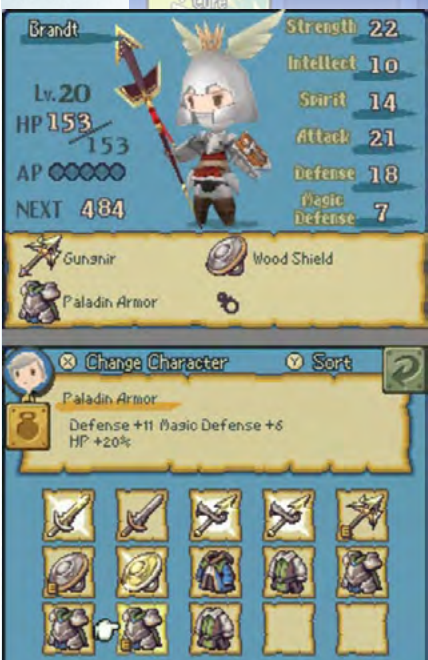 Cure
Brandt
Strength 22
Intellect 10
Lv.20
Spirit 14
HP 153/153
Attack 21
AP
Defense 18
NEXT 484
Magic Defense 7
Gungnir
Wood Shield
Paladin Armor
X Change Character
Y Sort
Paladin Armor
Defense +11 Magic Defense +6
HP +20%